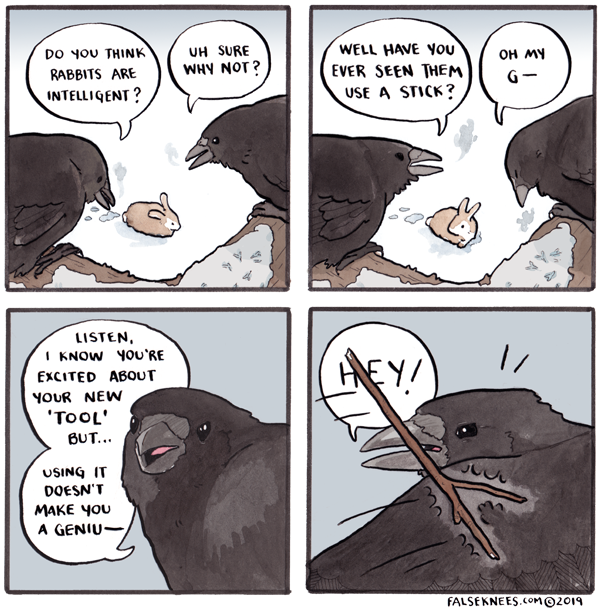 DO YOU THINK
RABBITS ARE
INTELLIGENT?
UH SURE
WHY NOT?
WELL HAVE YOU
EVER SEEN THEM
USE A STICK?
OH MY
G—
LISTEN,
I KNOW YOU'RE
EXCITED ABOUT
YOUR NEW
'TOOL'
BUT...
USING IT
DOESN'T
MAKE YOU
A GENIU—
HEY!
FALSEKNEES.COM©2019